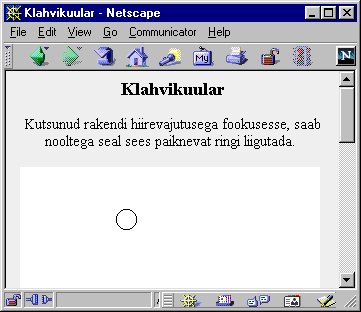 Klahvikuular - Netscape
File Edit View Go Communicator Help
My
N
Klahvikuular
Kutsunud rakendi hiirevajutusega fookusesse, saab
nooltega seal sees paiknevat ringi liigutada.